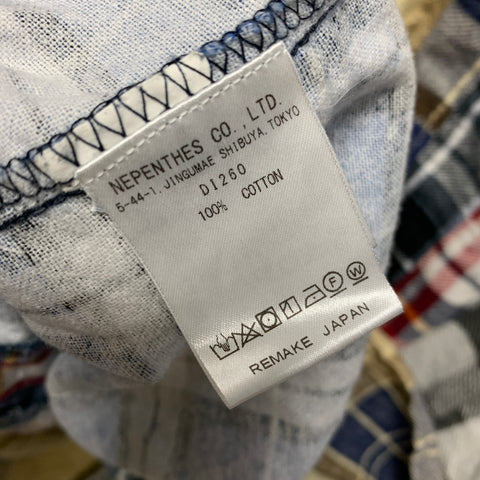 NEPENTHES CO. LTD.
5-44-1, JINGUMAE SHIBUYA, TOKYO
DI260
100% COTTON
F W
REMAKE JAPAN